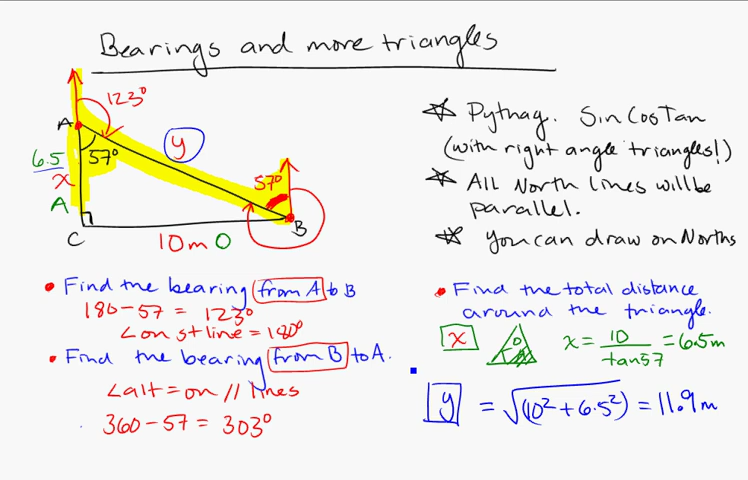 Bearings and more triangles
123°
A
6.5
57°
y
x
A
57°
C
10m O
B
☆ Pythag. Sin Cos Tan
(with right angle triangles!)
☆ All North lines will be
parallel.
☆ You can draw on Norths
• Find the bearing from A to B
180-57 = 123°
∠ on st line = 180°
• Find the bearing from B to A.
∠alt = on // lines
360-57 = 303°
• Find the total distance
around the triangle.
x x = 10/tan57 = 6.5m
y = √(10²+6.5²) = 11.9m